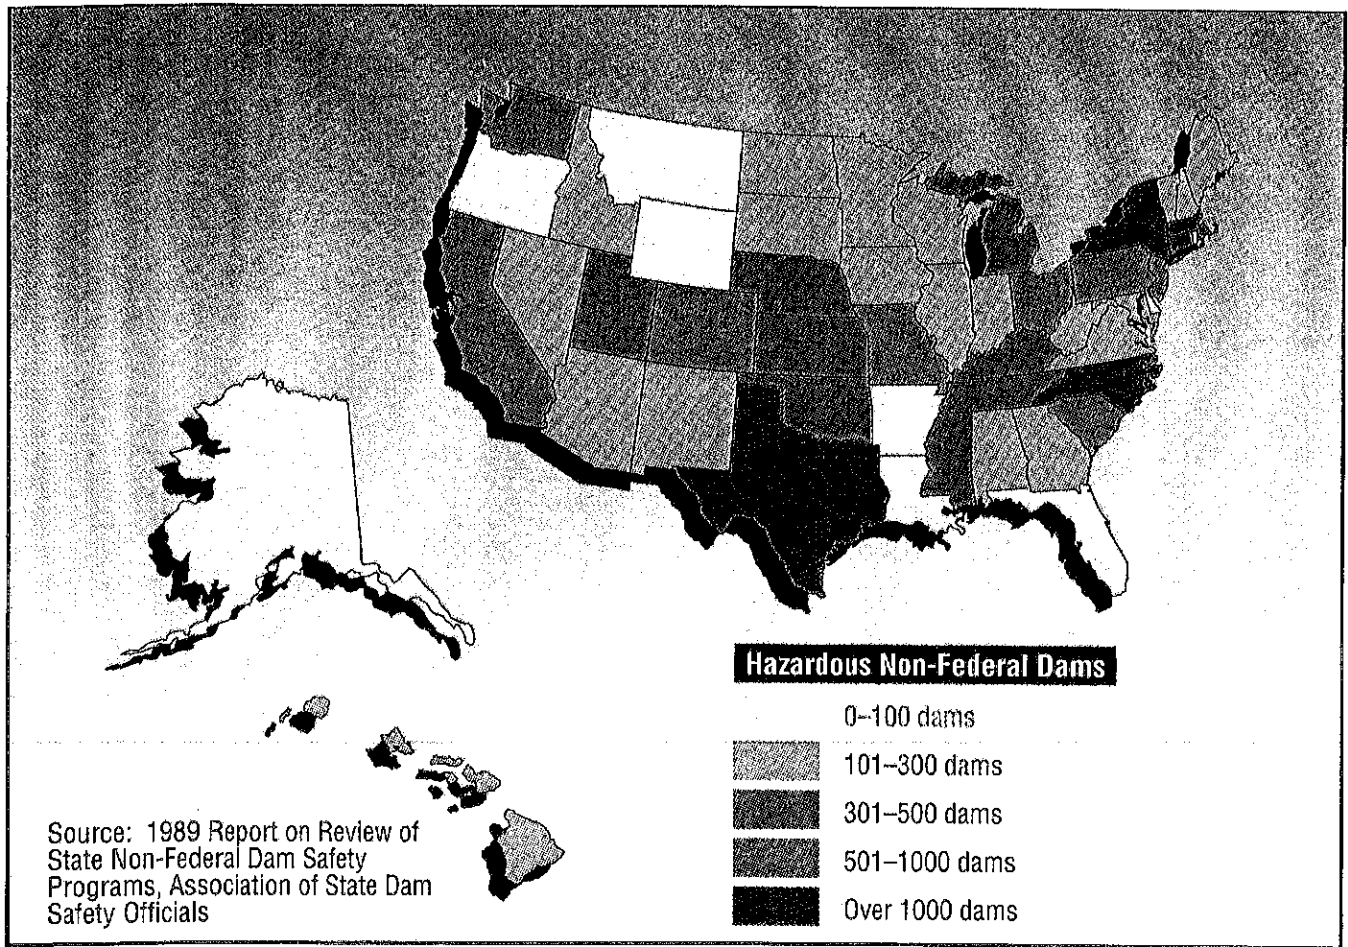 Hazardous Non-Federal Dams
0–100 dams
101–300 dams
301–500 dams
501–1000 dams
Over 1000 dams
Source: 1989 Report on Review of
State Non-Federal Dam Safety
Programs, Association of State Dam
Safety Officials